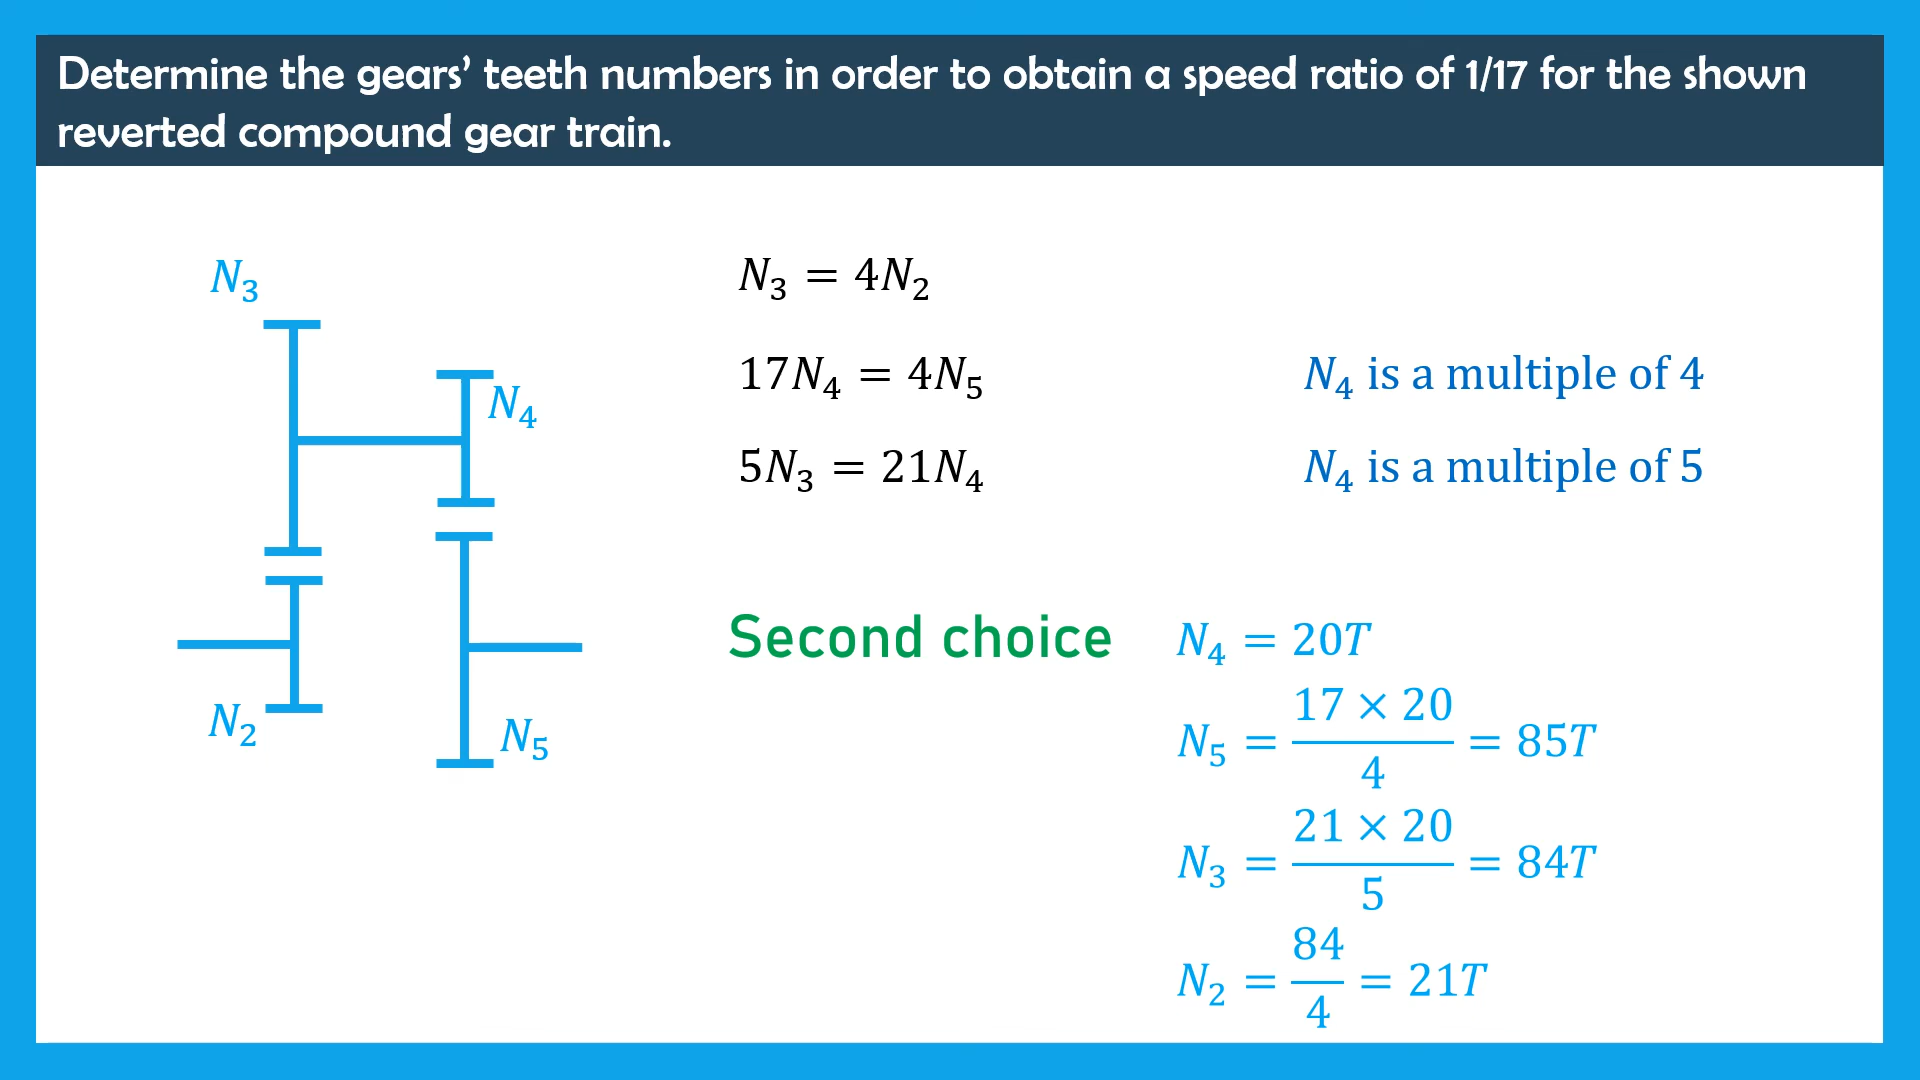 Determine the gears’ teeth numbers in order to obtain a speed ratio of 1/17 for the shown
reverted compound gear train.
N₃
N₄
N₂
N₅
N₃ = 4N₂
17N₄ = 4N₅
N₄ is a multiple of 4
5N₃ = 21N₄
N₄ is a multiple of 5
Second choice
N₄ = 20T
N₅ = (17 × 20)/4 = 85T
N₃ = (21 × 20)/5 = 84T
N₂ = 84/4 = 21T